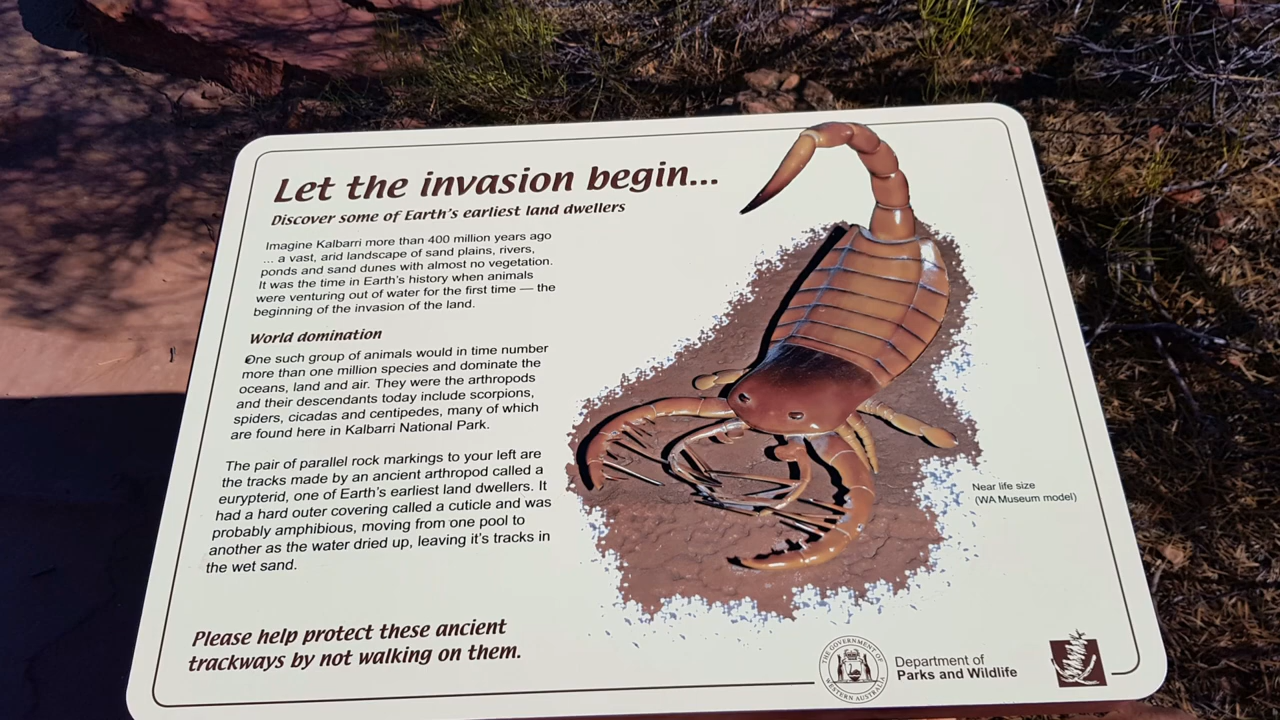 Let the invasion begin...
Discover some of Earth's earliest land dwellers
Imagine Kalbarri more than 400 million years ago
... a vast, arid landscape of sand plains, rivers,
ponds and sand dunes with almost no vegetation.
It was the time in Earth's history when animals
were venturing out of water for the first time — the
beginning of the invasion of the land.
World domination
One such group of animals would in time number
more than one million species and dominate the
oceans, land and air. They were the arthropods
and their descendants today include scorpions,
spiders, cicadas and centipedes, many of which
are found here in Kalbarri National Park.
The pair of parallel rock markings to your left are
the tracks made by an ancient arthropod called a
eurypterid, one of Earth's earliest land dwellers. It
had a hard outer covering called a cuticle and was
probably amphibious, moving from one pool to
another as the water dried up, leaving it's tracks in
the wet sand.
Near life size
(WA Museum model)
Please help protect these ancient
trackways by not walking on them.
THE GOVERNMENT OF
WESTERN AUSTRALIA
Department of
Parks and Wildlife